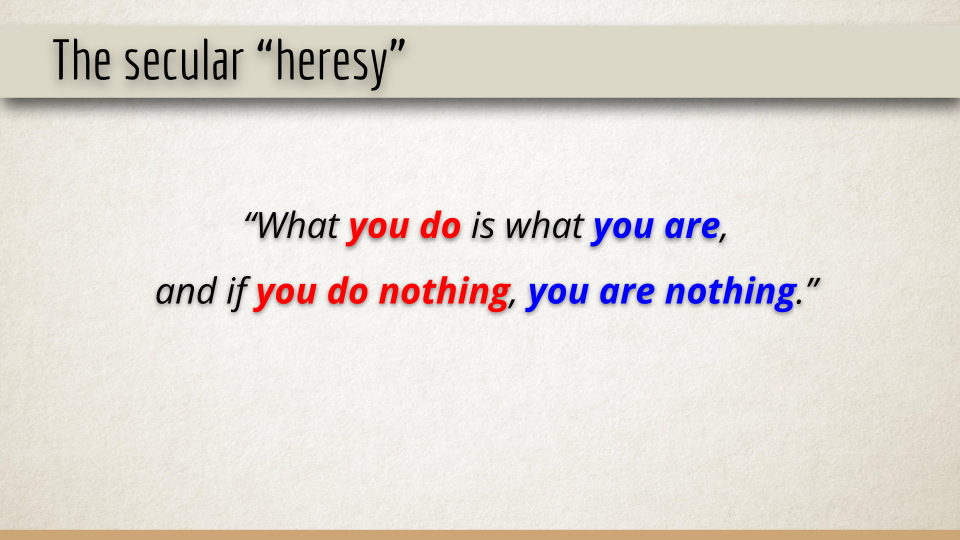 The secular “heresy”
“What you do is what you are,
and if you do nothing, you are nothing.”